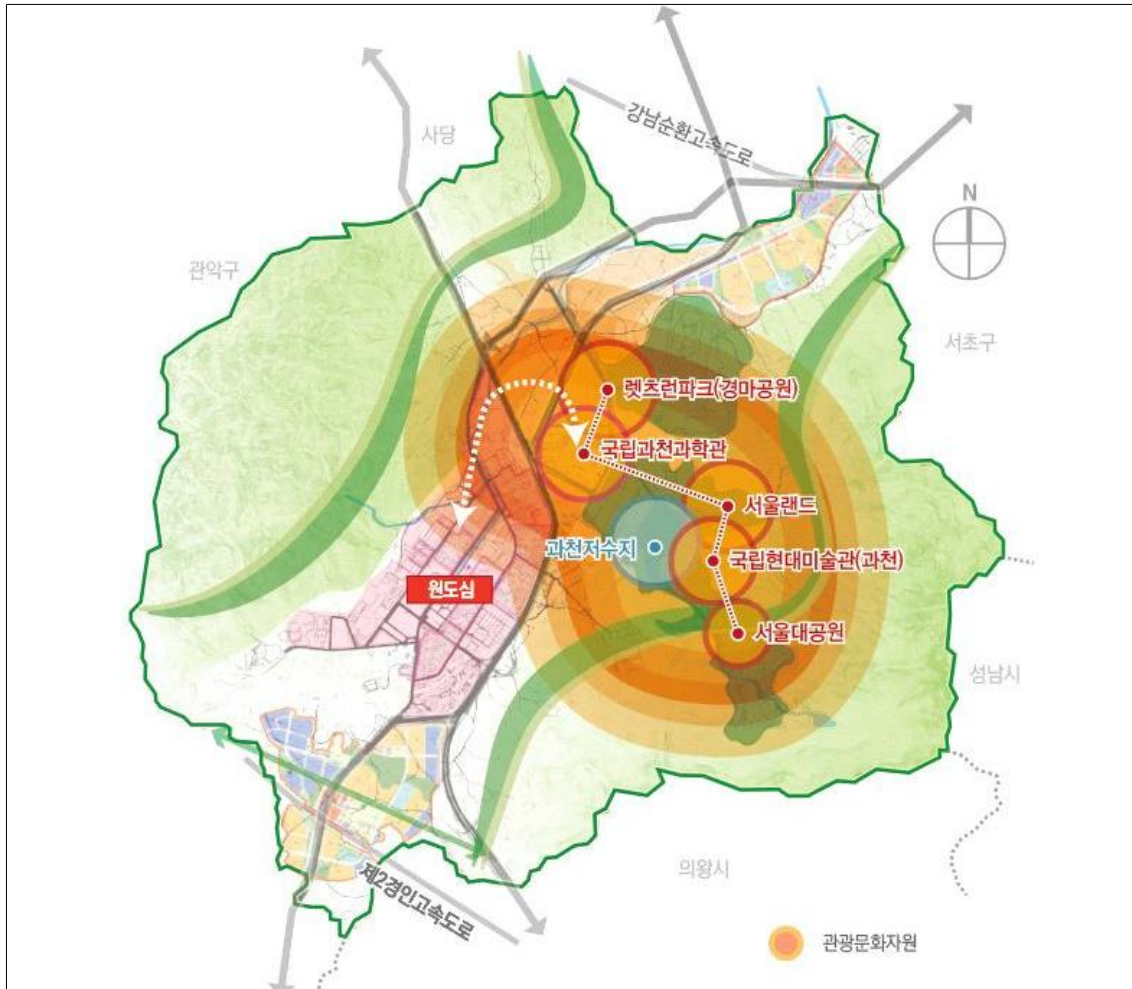 강남순환고속도로
사당
N
관악구
서초구
렛츠런파크(경마공원)
국립과천과학관
서울랜드
과천저수지
국립현대미술관(과천)
원도심
서울대공원
성남시
의왕시
제2경인고속도로
관광문화자원